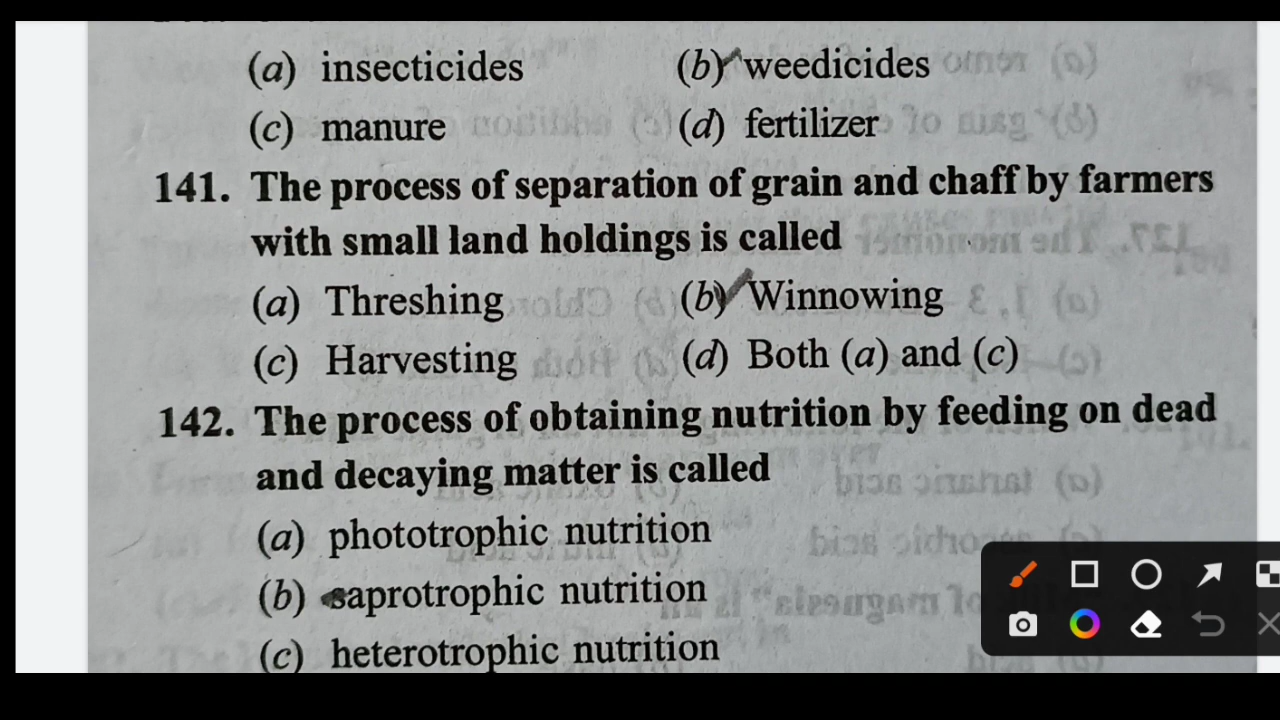 (a) insecticides (b) weedicides
(c) manure (d) fertilizer
141. The process of separation of grain and chaff by farmers
with small land holdings is called
(a) Threshing (b) Winnowing
(c) Harvesting (d) Both (a) and (c)
142. The process of obtaining nutrition by feeding on dead
and decaying matter is called
(a) phototrophic nutrition
(b) saprotrophic nutrition
(c) heterotrophic nutrition